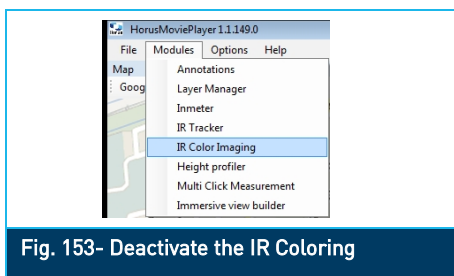 HorusMoviePlayer 1.1.149.0
File Modules Options Help
Map
Annotations
Goog
Layer Manager
Inmeter
IR Tracker
IR Color Imaging
Height profiler
Multi Click Measurement
Immersive view builder
Fig. 153- Deactivate the IR Coloring